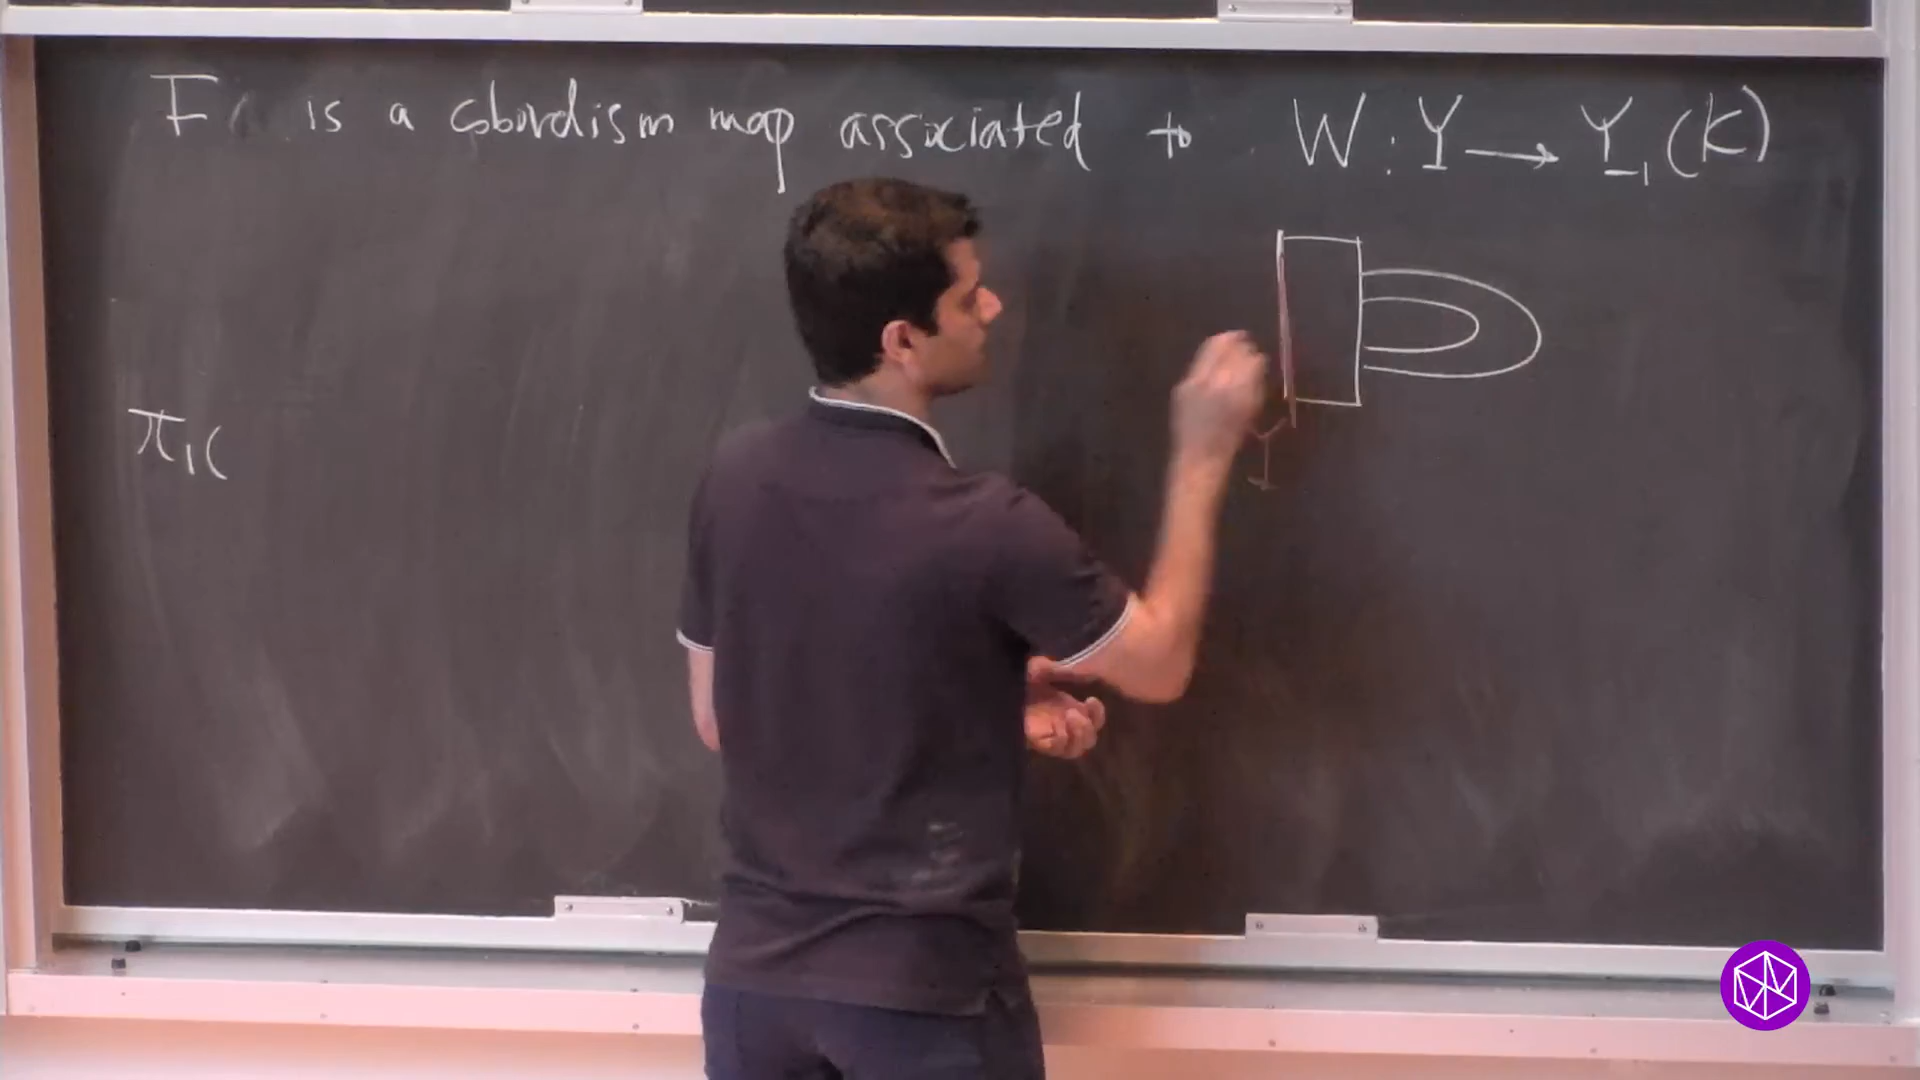 F is a cobordism map associated to W : Y → Y₋₁(K)
π₁(
Y